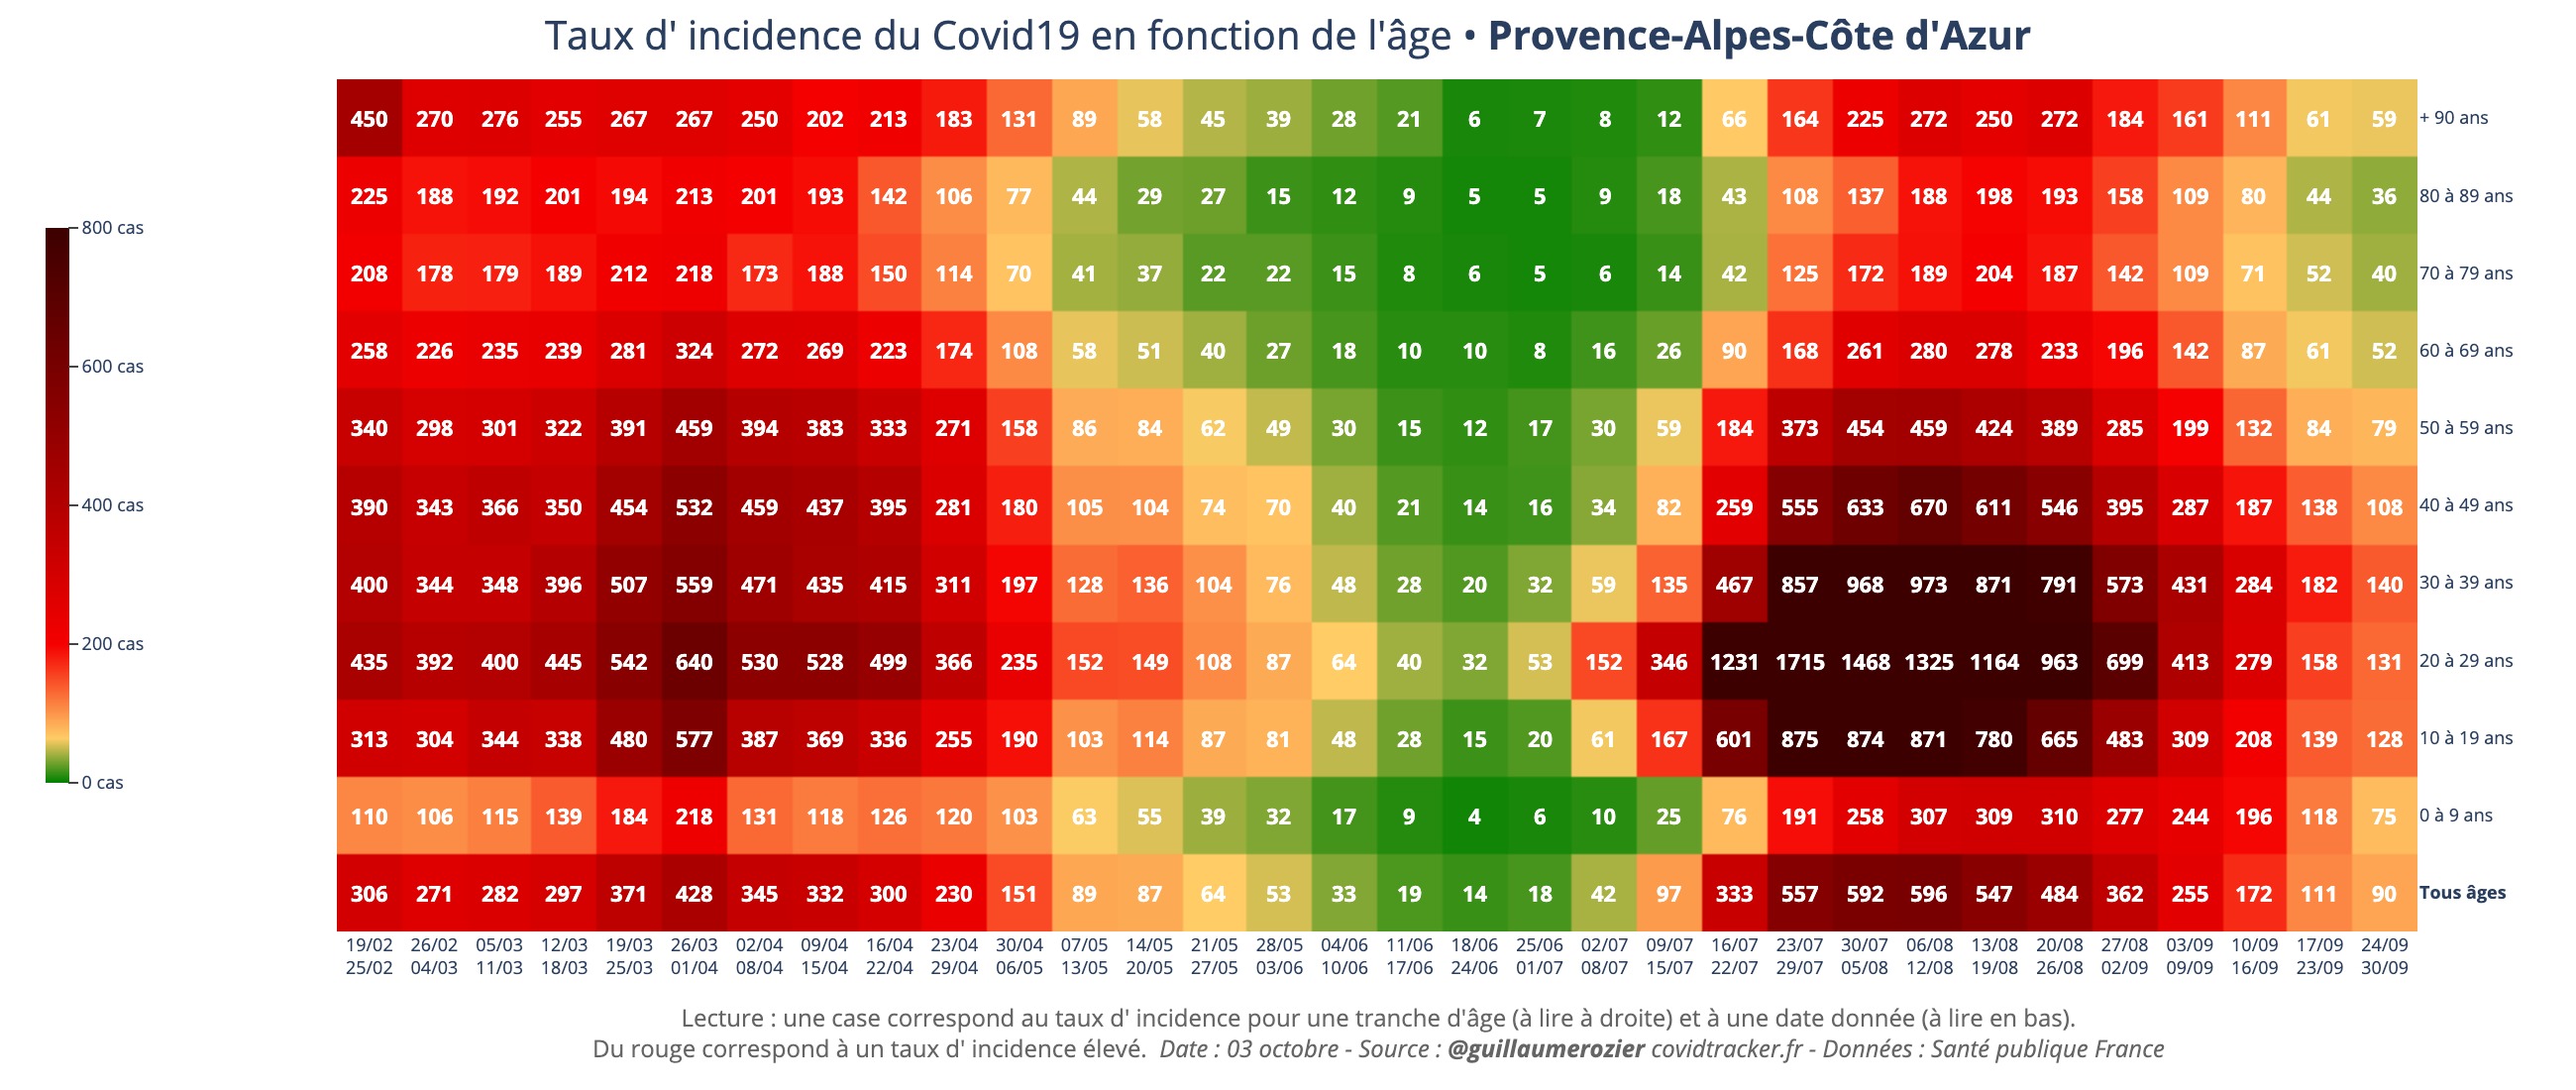 Taux d' incidence du Covid19 en fonction de l'âge • Provence-Alpes-Côte d'Azur
800 cas
600 cas
400 cas
200 cas
0 cas
450 270 276 255 267 267 250 202 213 183 131 89 58 45 39 28 21 6 7 8 12 66 164 225 272 250 272 184 161 111 61 59 + 90 ans
225 188 192 201 194 213 201 193 142 106 77 44 29 27 15 12 9 5 5 9 18 43 108 137 188 198 193 158 109 80 44 36 80 à 89 ans
208 178 179 189 212 218 173 188 150 114 70 41 37 22 22 15 8 6 5 6 14 42 125 172 189 204 187 142 109 71 52 40 70 à 79 ans
258 226 235 239 281 324 272 269 223 174 108 58 51 40 27 18 10 10 8 16 26 90 168 261 280 278 233 196 142 87 61 52 60 à 69 ans
340 298 301 322 391 459 394 383 333 271 158 86 84 62 49 30 15 12 17 30 59 184 373 454 459 424 389 285 199 132 84 79 50 à 59 ans
390 343 366 350 454 532 459 437 395 281 180 105 104 74 70 40 21 14 16 34 82 259 555 633 670 611 546 395 287 187 138 108 40 à 49 ans
400 344 348 396 507 559 471 435 415 311 197 128 136 104 76 48 28 20 32 59 135 467 857 968 973 871 791 573 431 284 182 140 30 à 39 ans
435 392 400 445 542 640 530 528 499 366 235 152 149 108 87 64 40 32 53 152 346 1231 1715 1468 1325 1164 963 699 413 279 158 131 20 à 29 ans
313 304 344 338 480 577 387 369 336 255 190 103 114 87 81 48 28 15 20 61 167 601 875 874 871 780 665 483 309 208 139 128 10 à 19 ans
110 106 115 139 184 218 131 118 126 120 103 63 55 39 32 17 9 4 6 10 25 76 191 258 307 309 310 277 244 196 118 75 0 à 9 ans
306 271 282 297 371 428 345 332 300 230 151 89 87 64 53 33 19 14 18 42 97 333 557 592 596 547 484 362 255 172 111 90 Tous âges
19/02 26/02 05/03 12/03 19/03 26/03 02/04 09/04 16/04 23/04 30/04 07/05 14/05 21/05 28/05 04/06 11/06 18/06 25/06 02/07 09/07 16/07 23/07 30/07 06/08 13/08 20/08 27/08 03/09 10/09 17/09 24/09
25/02 04/03 11/03 18/03 25/03 01/04 08/04 15/04 22/04 29/04 06/05 13/05 20/05 27/05 03/06 10/06 17/06 24/06 01/07 08/07 15/07 22/07 29/07 05/08 12/08 19/08 26/08 02/09 09/09 16/09 23/09 30/09
Lecture : une case correspond au taux d' incidence pour une tranche d'âge (à lire à droite) et à une date donnée (à lire en bas).
Du rouge correspond à un taux d' incidence élevé. Date : 03 octobre - Source : @guillaumerozier covidtracker.fr - Données : Santé publique France